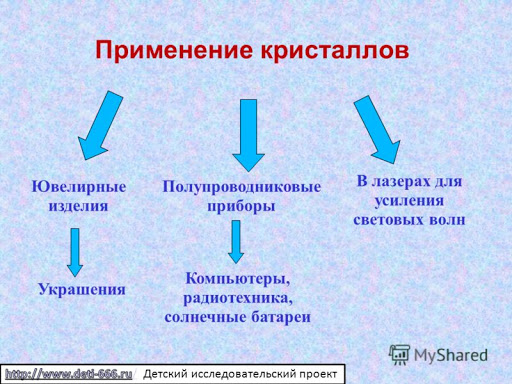 Применение кристаллов
Ювелирные
изделия
Полупроводниковые
приборы
В лазерах для
усиления
световых волн
Украшения
Компьютеры,
радиотехника,
солнечные батареи
http://www.deti-666.ru Детский исследовательский проект
MyShared